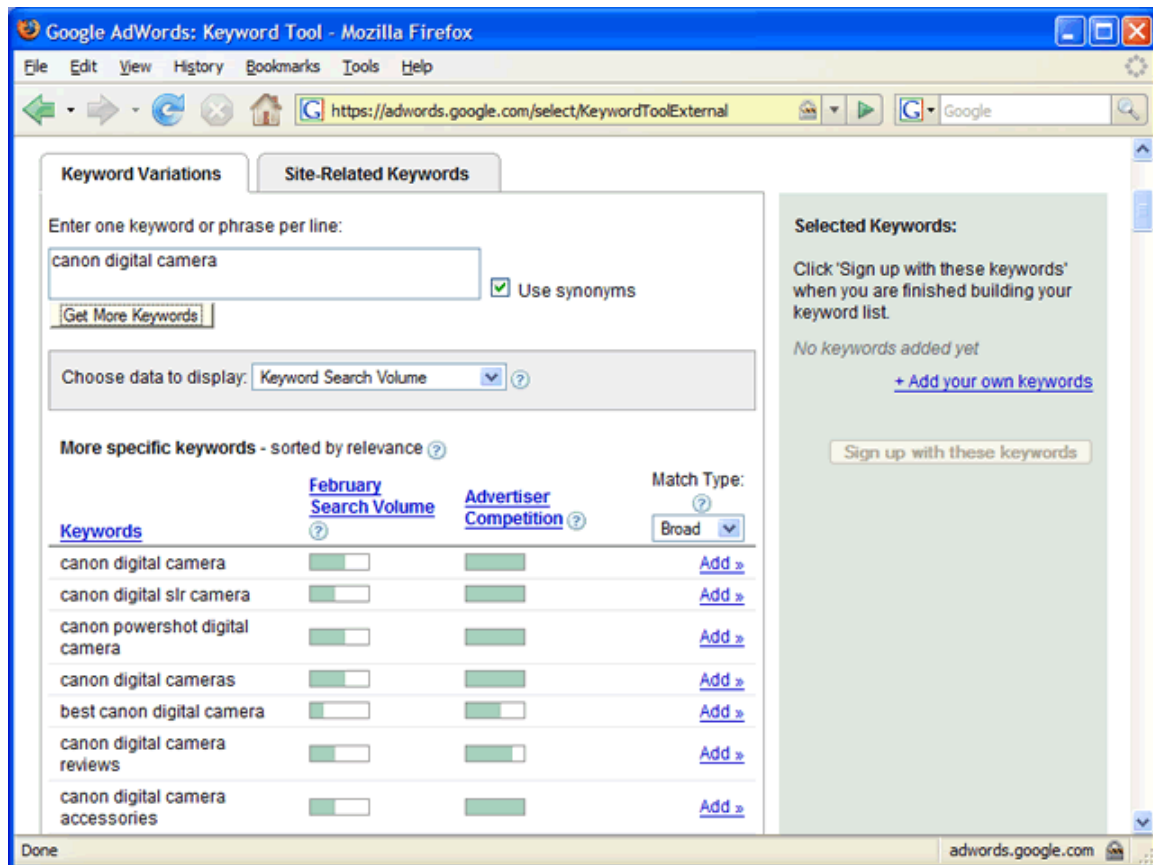 Google AdWords: Keyword Tool - Mozilla Firefox
File Edit View History Bookmarks Tools Help
https://adwords.google.com/select/KeywordToolExternal
Google
Keyword Variations
Site-Related Keywords
Enter one keyword or phrase per line:
canon digital camera
Use synonyms
Get More Keywords
Choose data to display: Keyword Search Volume
More specific keywords - sorted by relevance
Keywords
February
Search Volume
Advertiser
Competition
Match Type:
Broad
canon digital camera Add »
canon digital slr camera Add »
canon powershot digital
camera Add »
canon digital cameras Add »
best canon digital camera Add »
canon digital camera
reviews Add »
canon digital camera
accessories Add »
Selected Keywords:
Click 'Sign up with these keywords'
when you are finished building your
keyword list.
No keywords added yet
+ Add your own keywords
Sign up with these keywords
Done
adwords.google.com